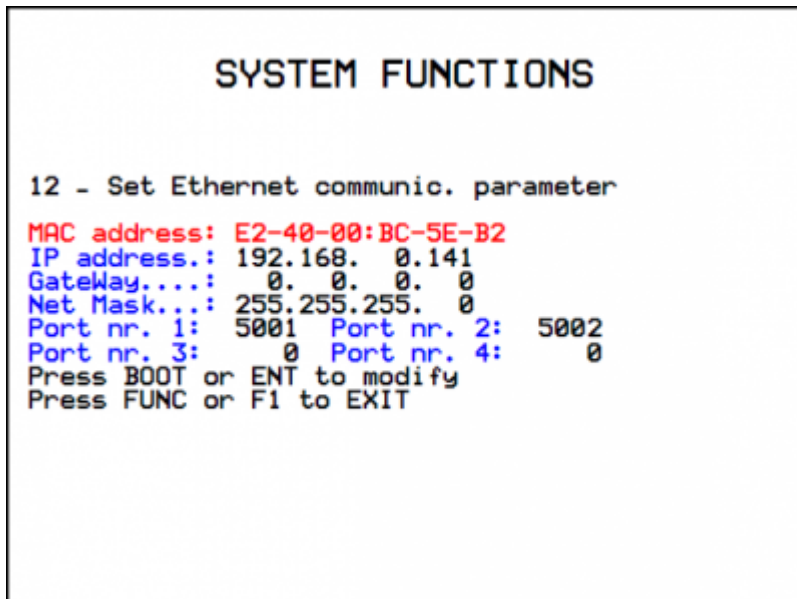 SYSTEM FUNCTIONS
12 - Set Ethernet communic. parameter
MAC address: E2-40-00:BC-5E-B2
IP address.: 192.168.  0.141
GateWay....:   0.  0.  0.  0
Net Mask...: 255.255.255.  0
Port nr. 1:  5001  Port nr. 2:  5002
Port nr. 3:     0  Port nr. 4:     0
Press BOOT or ENT to modify
Press FUNC or F1 to EXIT